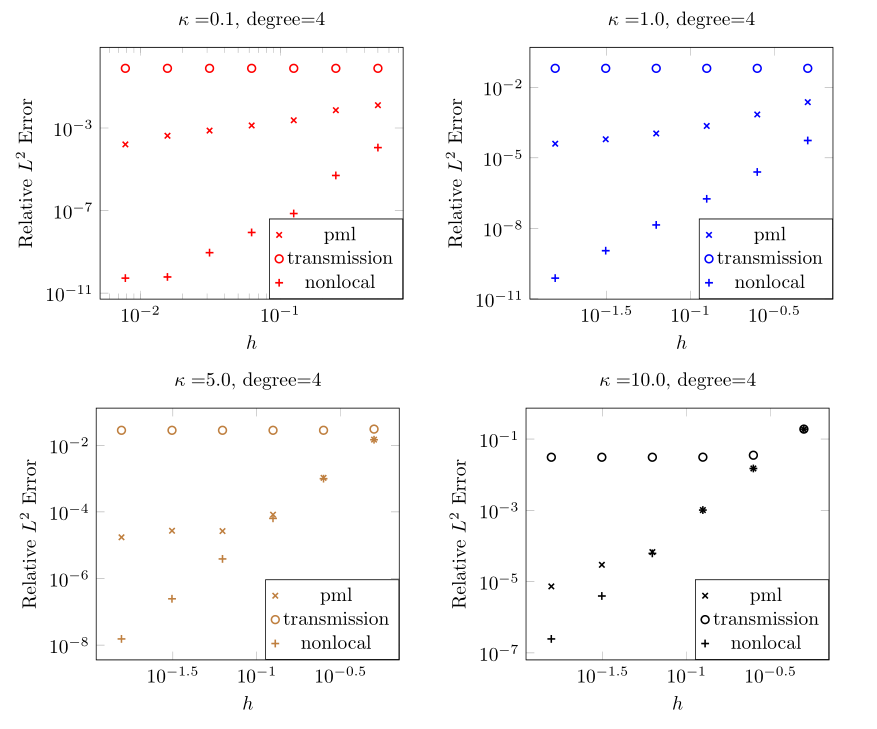 κ =0.1, degree=4
Relative L² Error
10⁻³
10⁻⁷
10⁻¹¹
10⁻²
10⁻¹
h
pml
transmission
nonlocal
κ =1.0, degree=4
Relative L² Error
10⁻²
10⁻⁵
10⁻⁸
10⁻¹¹
10⁻¹·⁵
10⁻¹
10⁻⁰·⁵
h
pml
transmission
nonlocal
κ =5.0, degree=4
Relative L² Error
10⁻²
10⁻⁴
10⁻⁶
10⁻⁸
10⁻¹·⁵
10⁻¹
10⁻⁰·⁵
h
pml
transmission
nonlocal
κ =10.0, degree=4
Relative L² Error
10⁻¹
10⁻³
10⁻⁵
10⁻⁷
10⁻¹·⁵
10⁻¹
10⁻⁰·⁵
h
pml
transmission
nonlocal